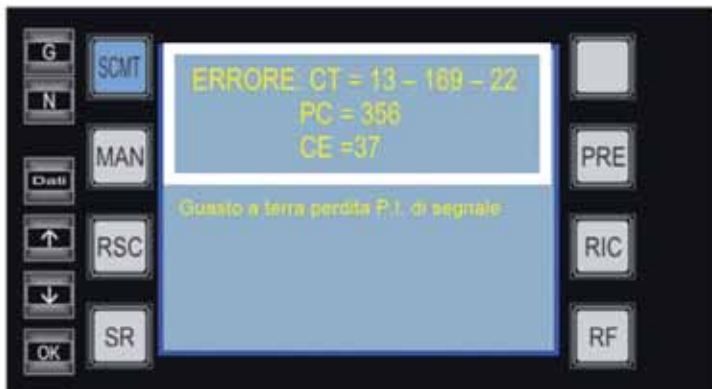 G
N
Dati
↑
↓
OK
SCMT
MAN
RSC
SR
ERRORE: CT = 13 – 169 – 22
PC = 356
CE =37
Guasto a terra perdita P.I. di segnale
PRE
RIC
RF